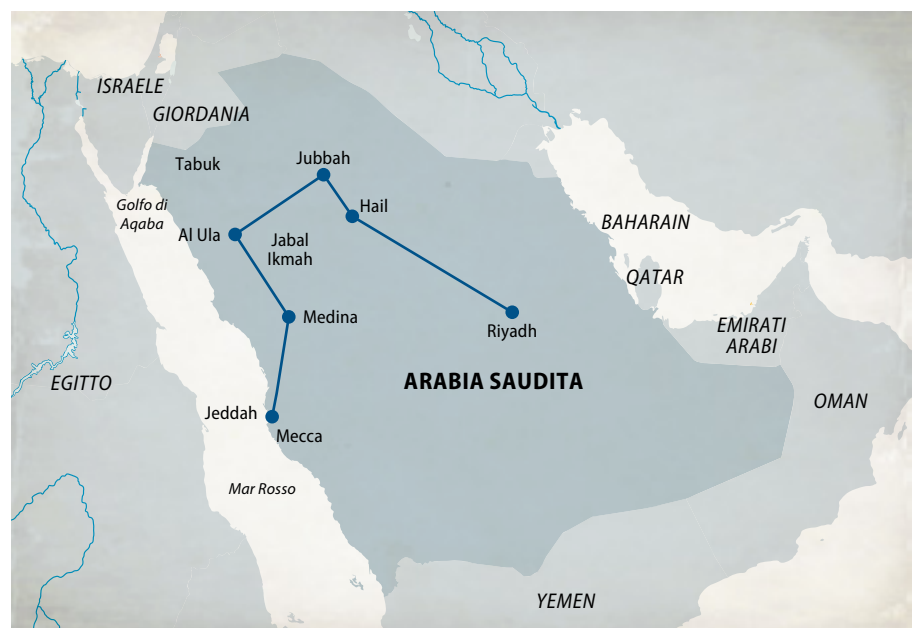 ISRAELE
GIORDANIA
Tabuk
Jubbah
Golfo di
Aqaba
Hail
Al Ula
Jabal
Ikmah
BAHARAIN
QATAR
Medina
Riyadh
EMIRATI
ARABI
EGITTO
ARABIA SAUDITA
OMAN
Jeddah
Mecca
Mar Rosso
YEMEN